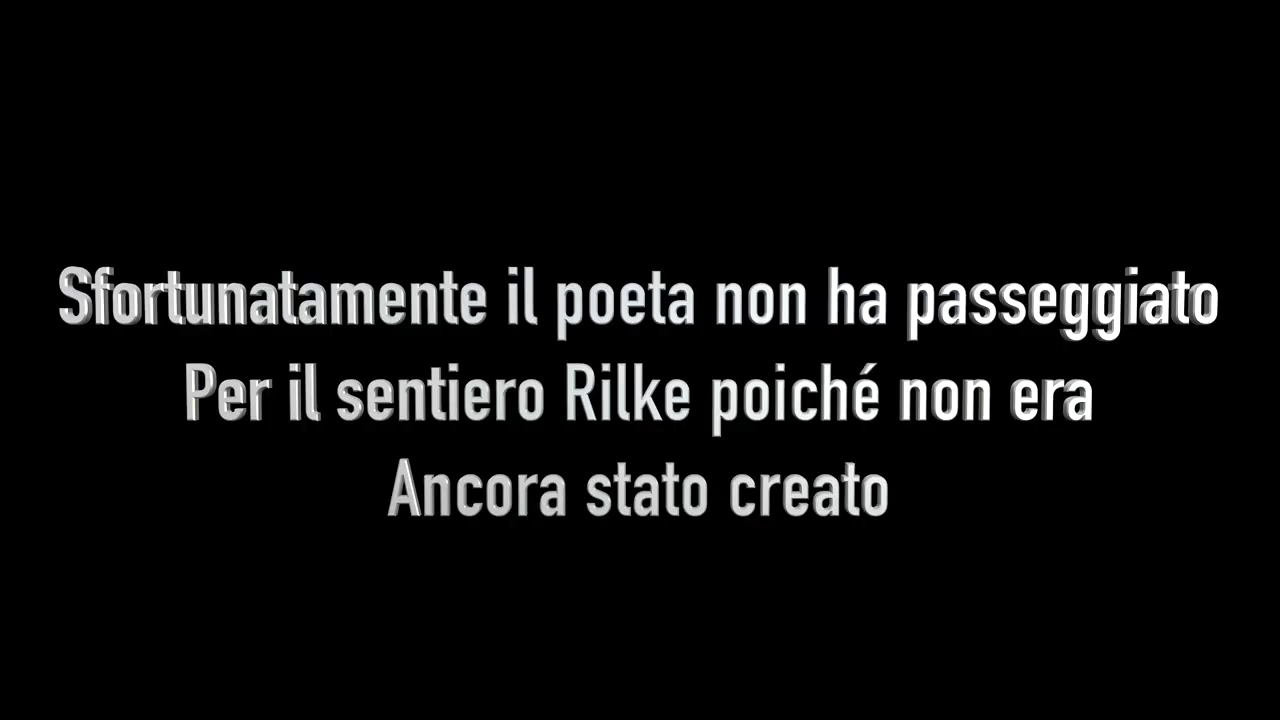 Sfortunatamente il poeta non ha passeggiato
Per il sentiero Rilke poiché non era
Ancora stato creato